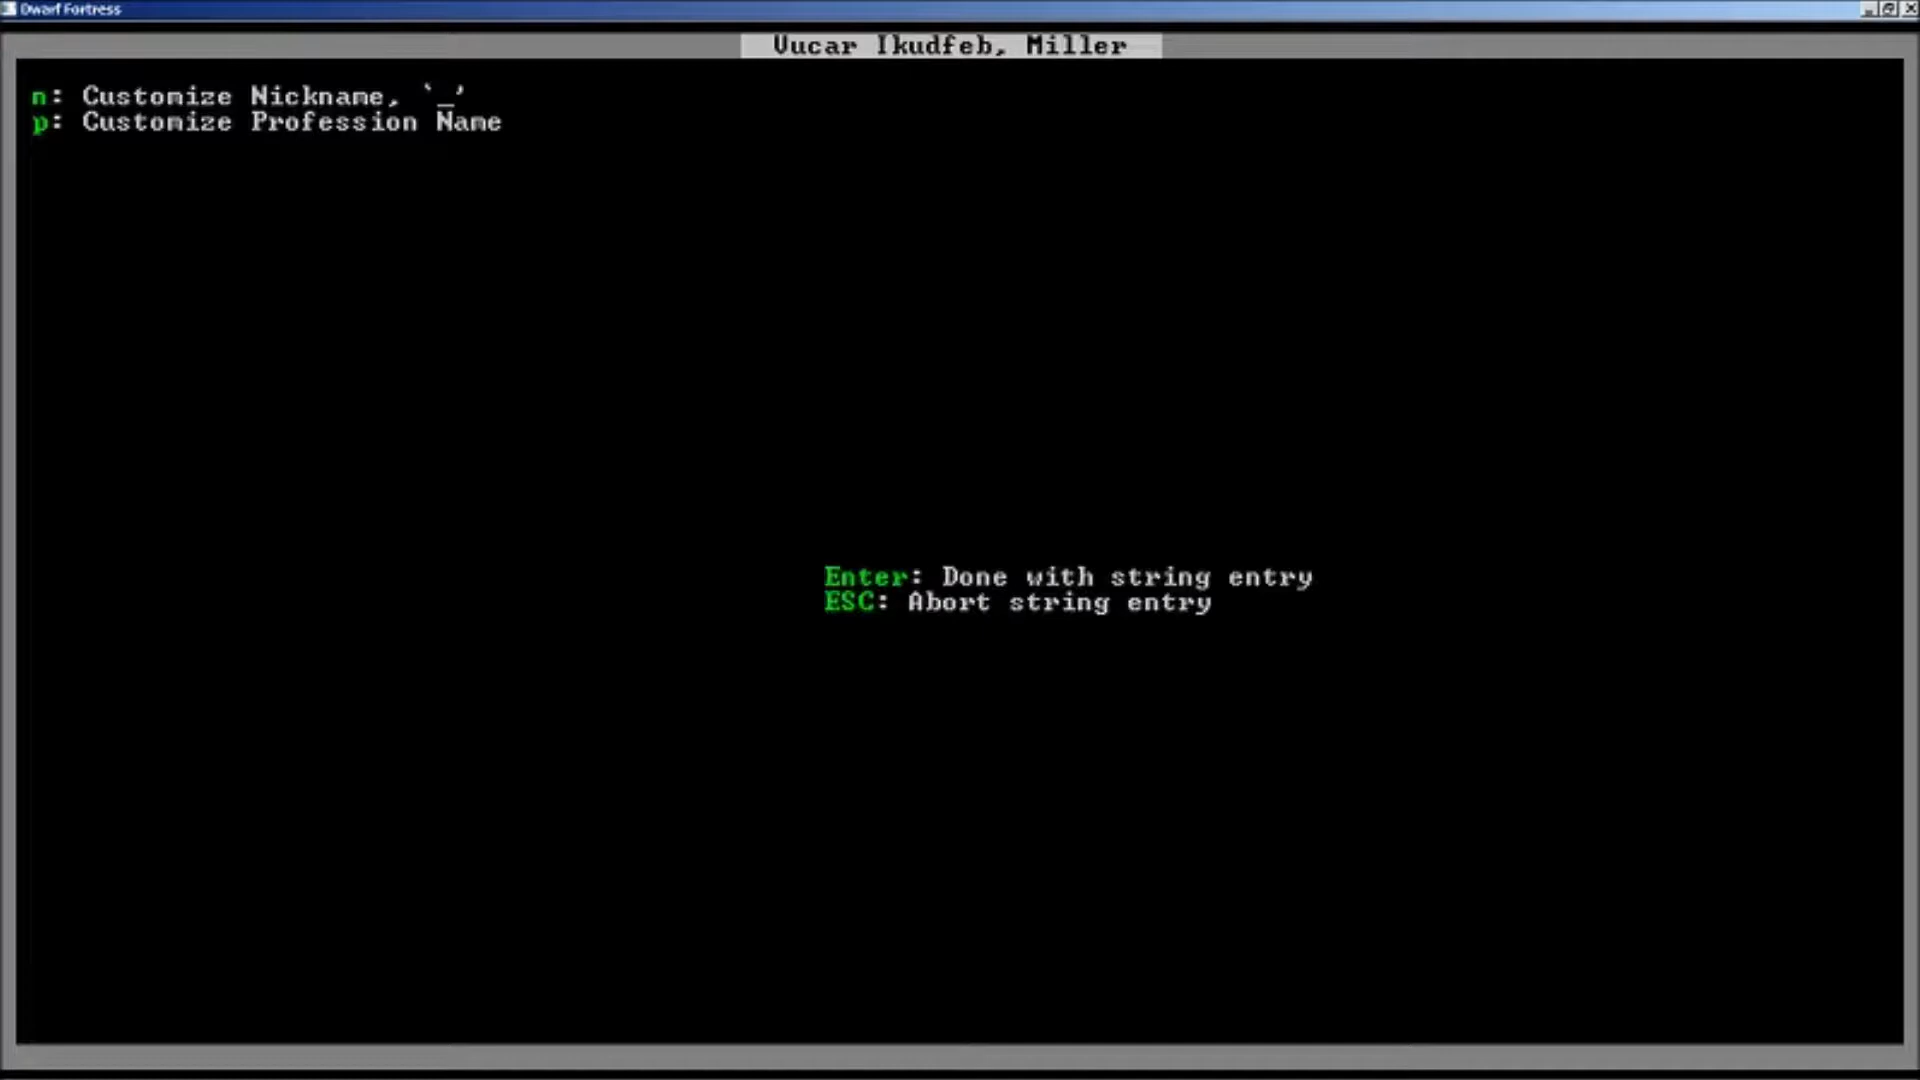 Dwarf Fortress
Vucar Ikudfeb, Miller
n: Customize Nickname, `_'
p: Customize Profession Name
Enter: Done with string entry
ESC: Abort string entry